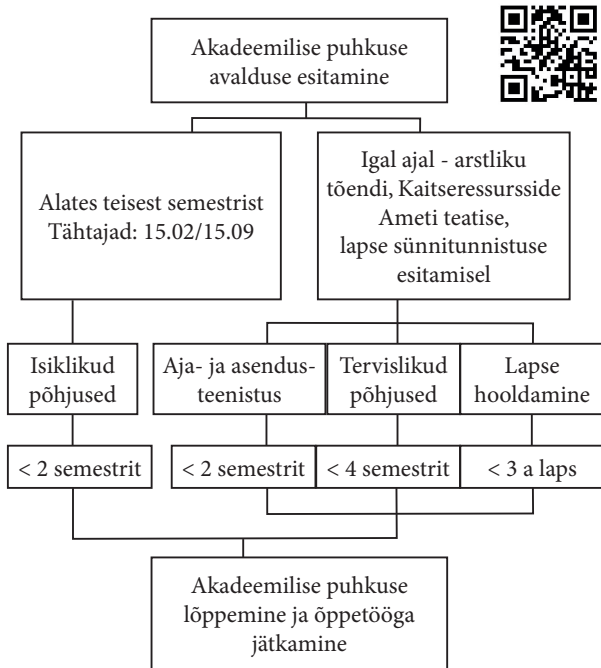 Akadeemilise puhkuse
avalduse esitamine
Alates teisest semestrist
Tähtajad: 15.02/15.09
Igal ajal - arstliku
tõendi, Kaitseressursside
Ameti teatise,
lapse sünnitunnistuse
esitamisel
Isiklikud
põhjused
Aja- ja asendus-
teenistus
Tervislikud
põhjused
Lapse
hooldamine
< 2 semestrit
< 2 semestrit
< 4 semestrit
< 3 a laps
Akadeemilise puhkuse
lõppemine ja õppetööga
jätkamine